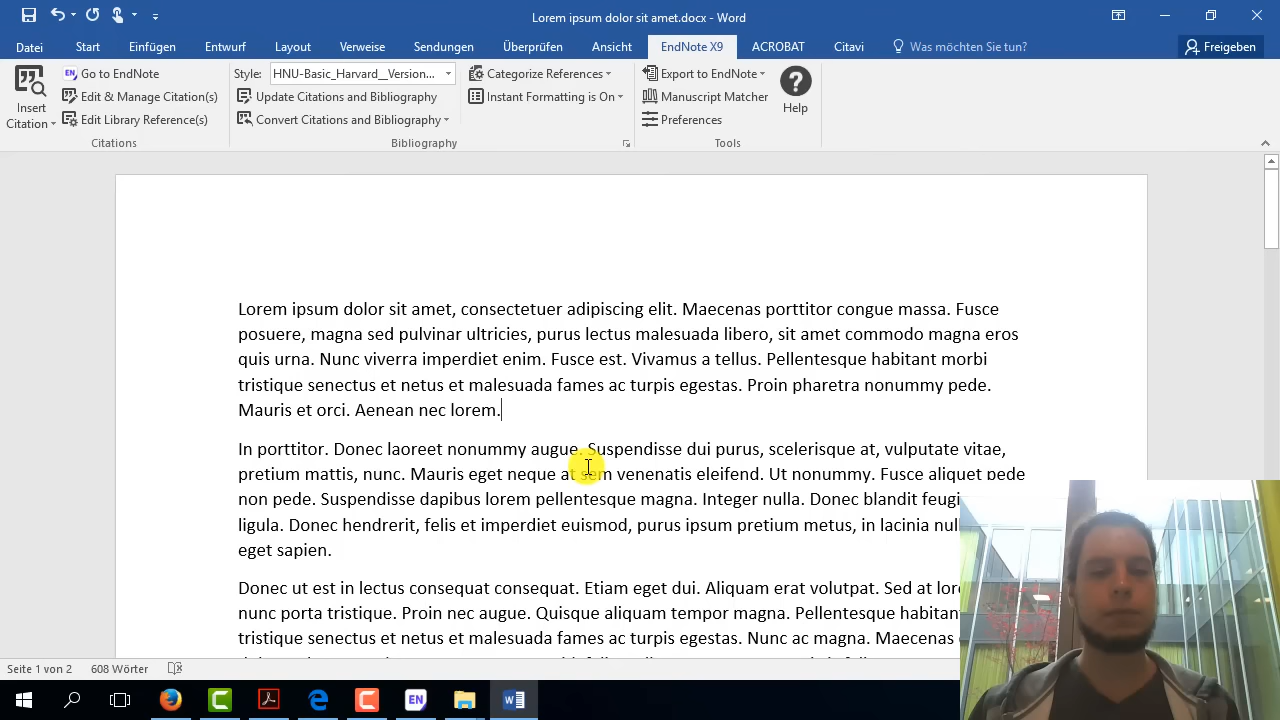 Lorem ipsum dolor sit amet.docx - Word
Datei Start Einfügen Entwurf Layout Verweise Sendungen Überprüfen Ansicht EndNote X9 ACROBAT Citavi Was möchten Sie tun? Freigeben
Insert Citation
Go to EndNote
Edit & Manage Citation(s)
Edit Library Reference(s)
Citations
Style: HNU-Basic_Harvard__Version...
Update Citations and Bibliography
Convert Citations and Bibliography
Categorize References
Instant Formatting is On
Bibliography
Export to EndNote
Manuscript Matcher
Preferences
Help
Tools
Lorem ipsum dolor sit amet, consectetuer adipiscing elit. Maecenas porttitor congue massa. Fusce
posuere, magna sed pulvinar ultricies, purus lectus malesuada libero, sit amet commodo magna eros
quis urna. Nunc viverra imperdiet enim. Fusce est. Vivamus a tellus. Pellentesque habitant morbi
tristique senectus et netus et malesuada fames ac turpis egestas. Proin pharetra nonummy pede.
Mauris et orci. Aenean nec lorem.
In porttitor. Donec laoreet nonummy augue. Suspendisse dui purus, scelerisque at, vulputate vitae,
pretium mattis, nunc. Mauris eget neque at sem venenatis eleifend. Ut nonummy. Fusce aliquet pede
non pede. Suspendisse dapibus lorem pellentesque magna. Integer nulla. Donec blandit
ligula. Donec hendrerit, felis et imperdiet euismod, purus ipsum pretium metus, in lacinia
eget sapien.
Donec ut est in lectus consequat consequat. Etiam eget dui. Aliquam erat volutpat. Sed at
nunc porta tristique. Proin nec augue. Quisque aliquam tempor magna. Pellentesque
tristique senectus et netus et malesuada fames ac turpis egestas. Nunc ac magna. Maecenas
Seite 1 von 2 608 Wörter
EN